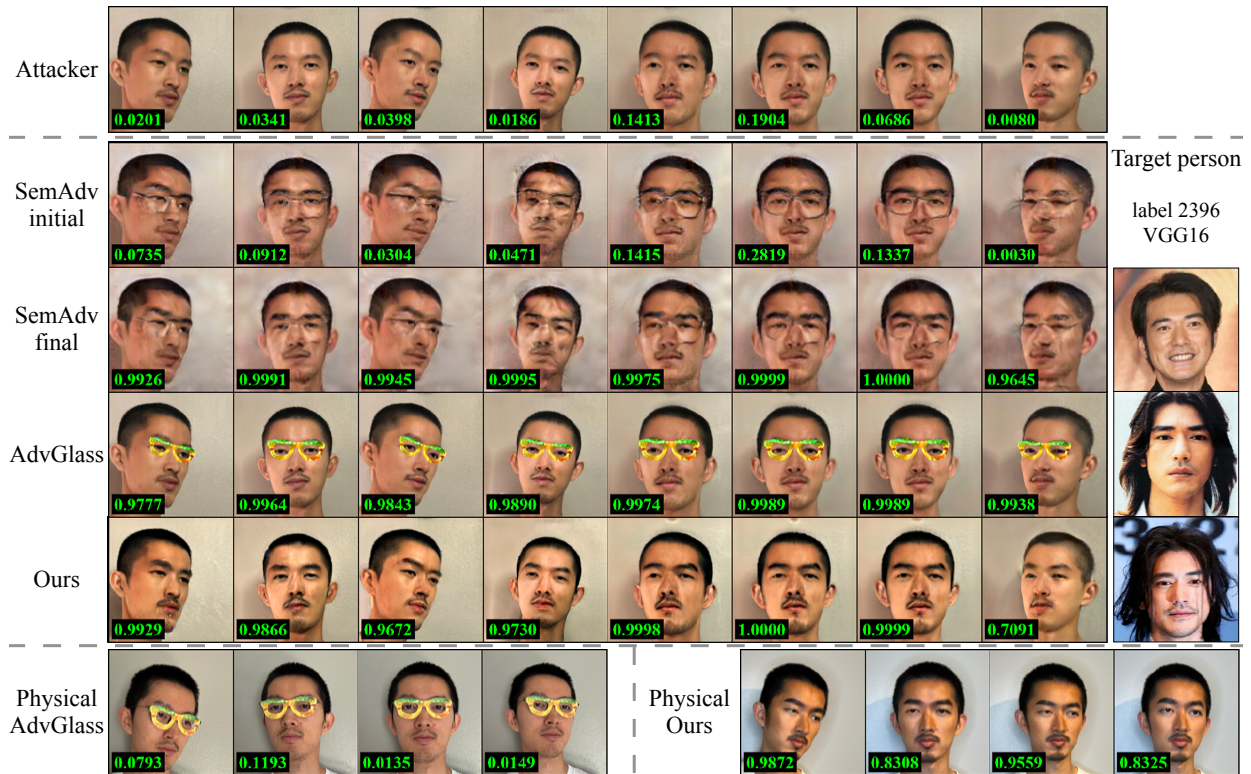 Attacker
0.0201 0.0341 0.0398 0.0186 0.1413 0.1904 0.0686 0.0080
SemAdv
initial
0.0735 0.0912 0.0304 0.0471 0.1415 0.2819 0.1337 0.0030
Target person
label 2396
VGG16
SemAdv
final
0.9926 0.9991 0.9945 0.9995 0.9975 0.9999 1.0000 0.9645
AdvGlass
0.9777 0.9964 0.9843 0.9890 0.9974 0.9989 0.9989 0.9938
Ours
0.9929 0.9866 0.9672 0.9730 0.9998 1.0000 0.9999 0.7091
Physical
AdvGlass
0.0793 0.1193 0.0135 0.0149
Physical
Ours
0.9872 0.8308 0.9559 0.8325